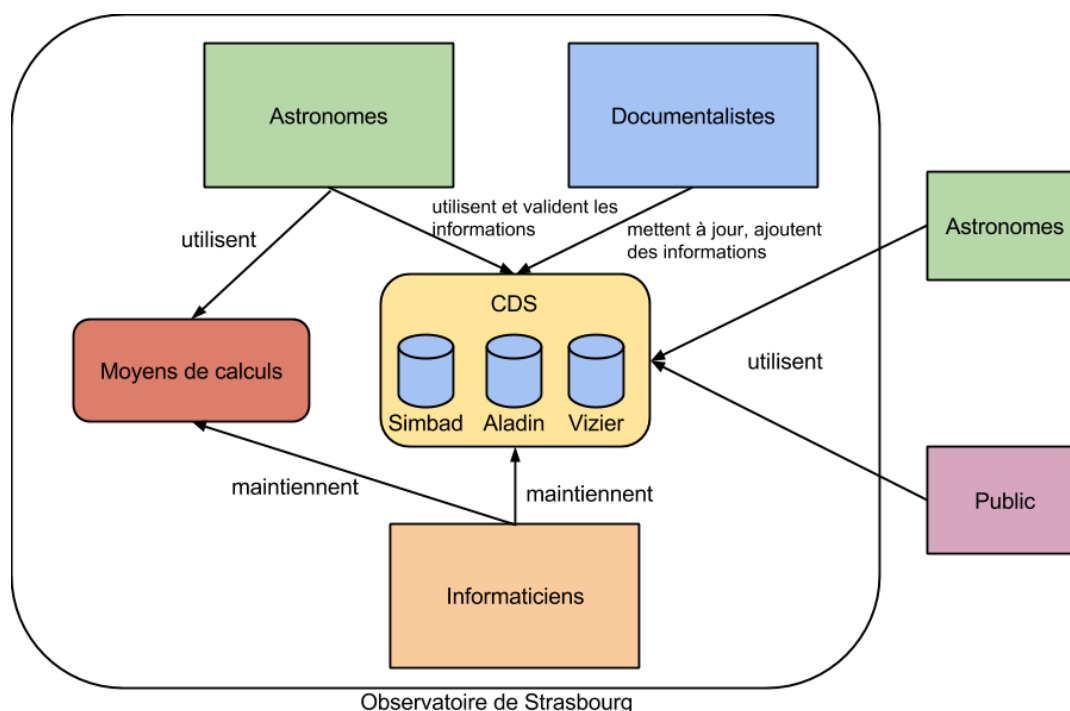 Astronomes
Documentalistes
utilisent et valident les
informations
mettent à jour, ajoutent
des informations
utilisent
Astronomes
CDS
Moyens de calculs
utilisent
Simbad
Aladin
Vizier
maintiennent
maintiennent
Public
Informaticiens
Observatoire de Strasbourg